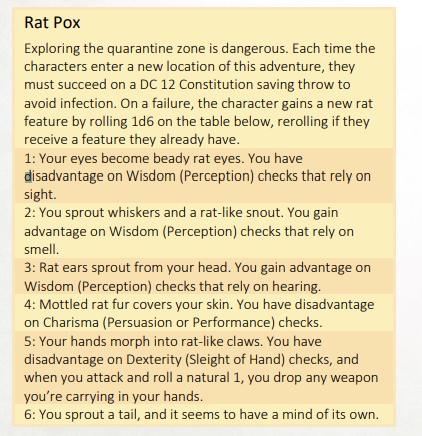 Rat Pox
Exploring the quarantine zone is dangerous. Each time the
characters enter a new location of this adventure, they
must succeed on a DC 12 Constitution saving throw to
avoid infection. On a failure, the character gains a new rat
feature by rolling 1d6 on the table below, rerolling if they
receive a feature they already have.
1: Your eyes become beady rat eyes. You have
disadvantage on Wisdom (Perception) checks that rely on
sight.
2: You sprout whiskers and a rat-like snout. You gain
advantage on Wisdom (Perception) checks that rely on
smell.
3: Rat ears sprout from your head. You gain advantage on
Wisdom (Perception) checks that rely on hearing.
4: Mottled rat fur covers your skin. You have disadvantage
on Charisma (Persuasion or Performance) checks.
5: Your hands morph into rat-like claws. You have
disadvantage on Dexterity (Sleight of Hand) checks, and
when you attack and roll a natural 1, you drop any weapon
you’re carrying in your hands.
6: You sprout a tail, and it seems to have a mind of its own.